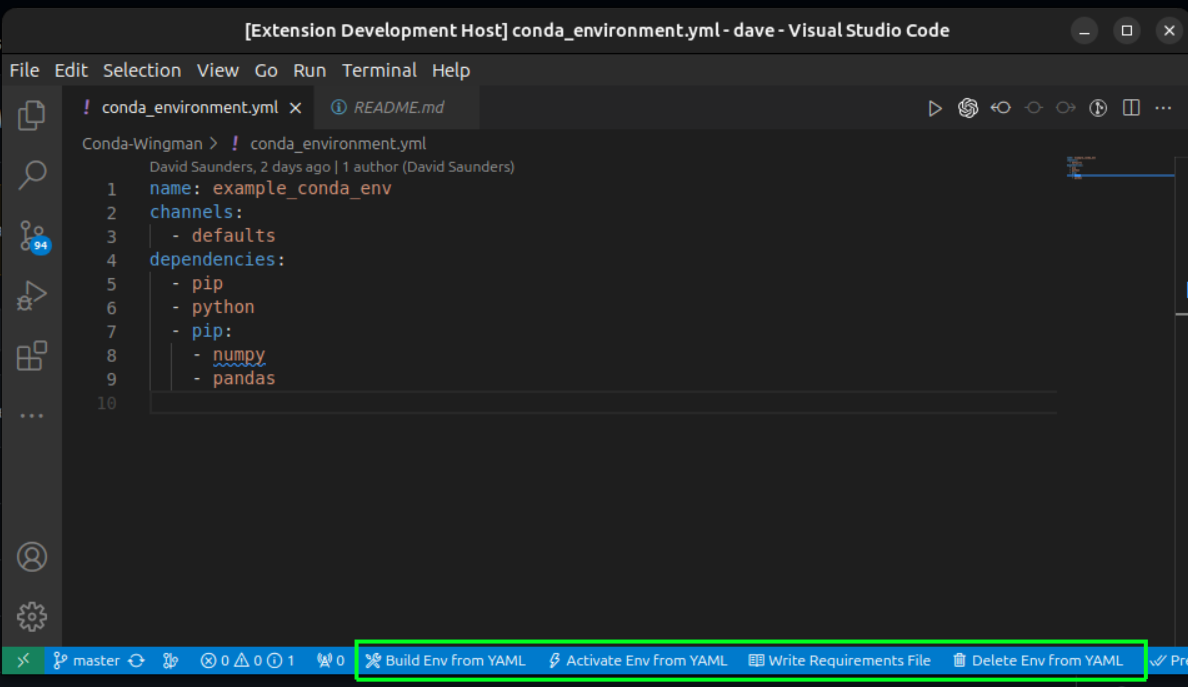 [Extension Development Host] conda_environment.yml - dave - Visual Studio Code
File Edit Selection View Go Run Terminal Help
! conda_environment.yml README.md
Conda-Wingman > ! conda_environment.yml
David Saunders, 2 days ago | 1 author (David Saunders)
1 name: example_conda_env
2 channels:
3 - defaults
4 dependencies:
5 - pip
6 - python
7 - pip:
8 - numpy
9 - pandas
10
94
master 0 0 1 0 Build Env from YAML Activate Env from YAML Write Requirements File Delete Env from YAML Pre